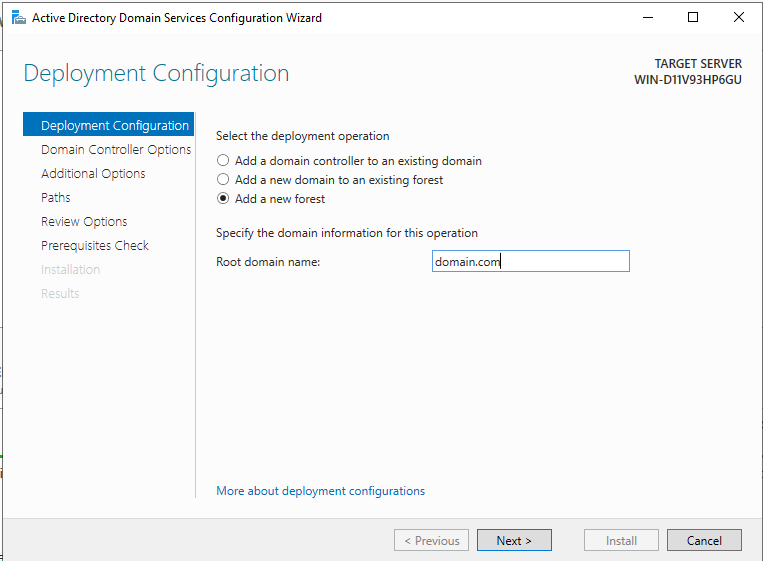 Active Directory Domain Services Configuration Wizard
Deployment Configuration
TARGET SERVER
WIN-D11V93HP6GU
Deployment Configuration
Domain Controller Options
Additional Options
Paths
Review Options
Prerequisites Check
Installation
Results
Select the deployment operation
Add a domain controller to an existing domain
Add a new domain to an existing forest
Add a new forest
Specify the domain information for this operation
Root domain name:
domain.com
More about deployment configurations
< Previous
Next >
Install
Cancel